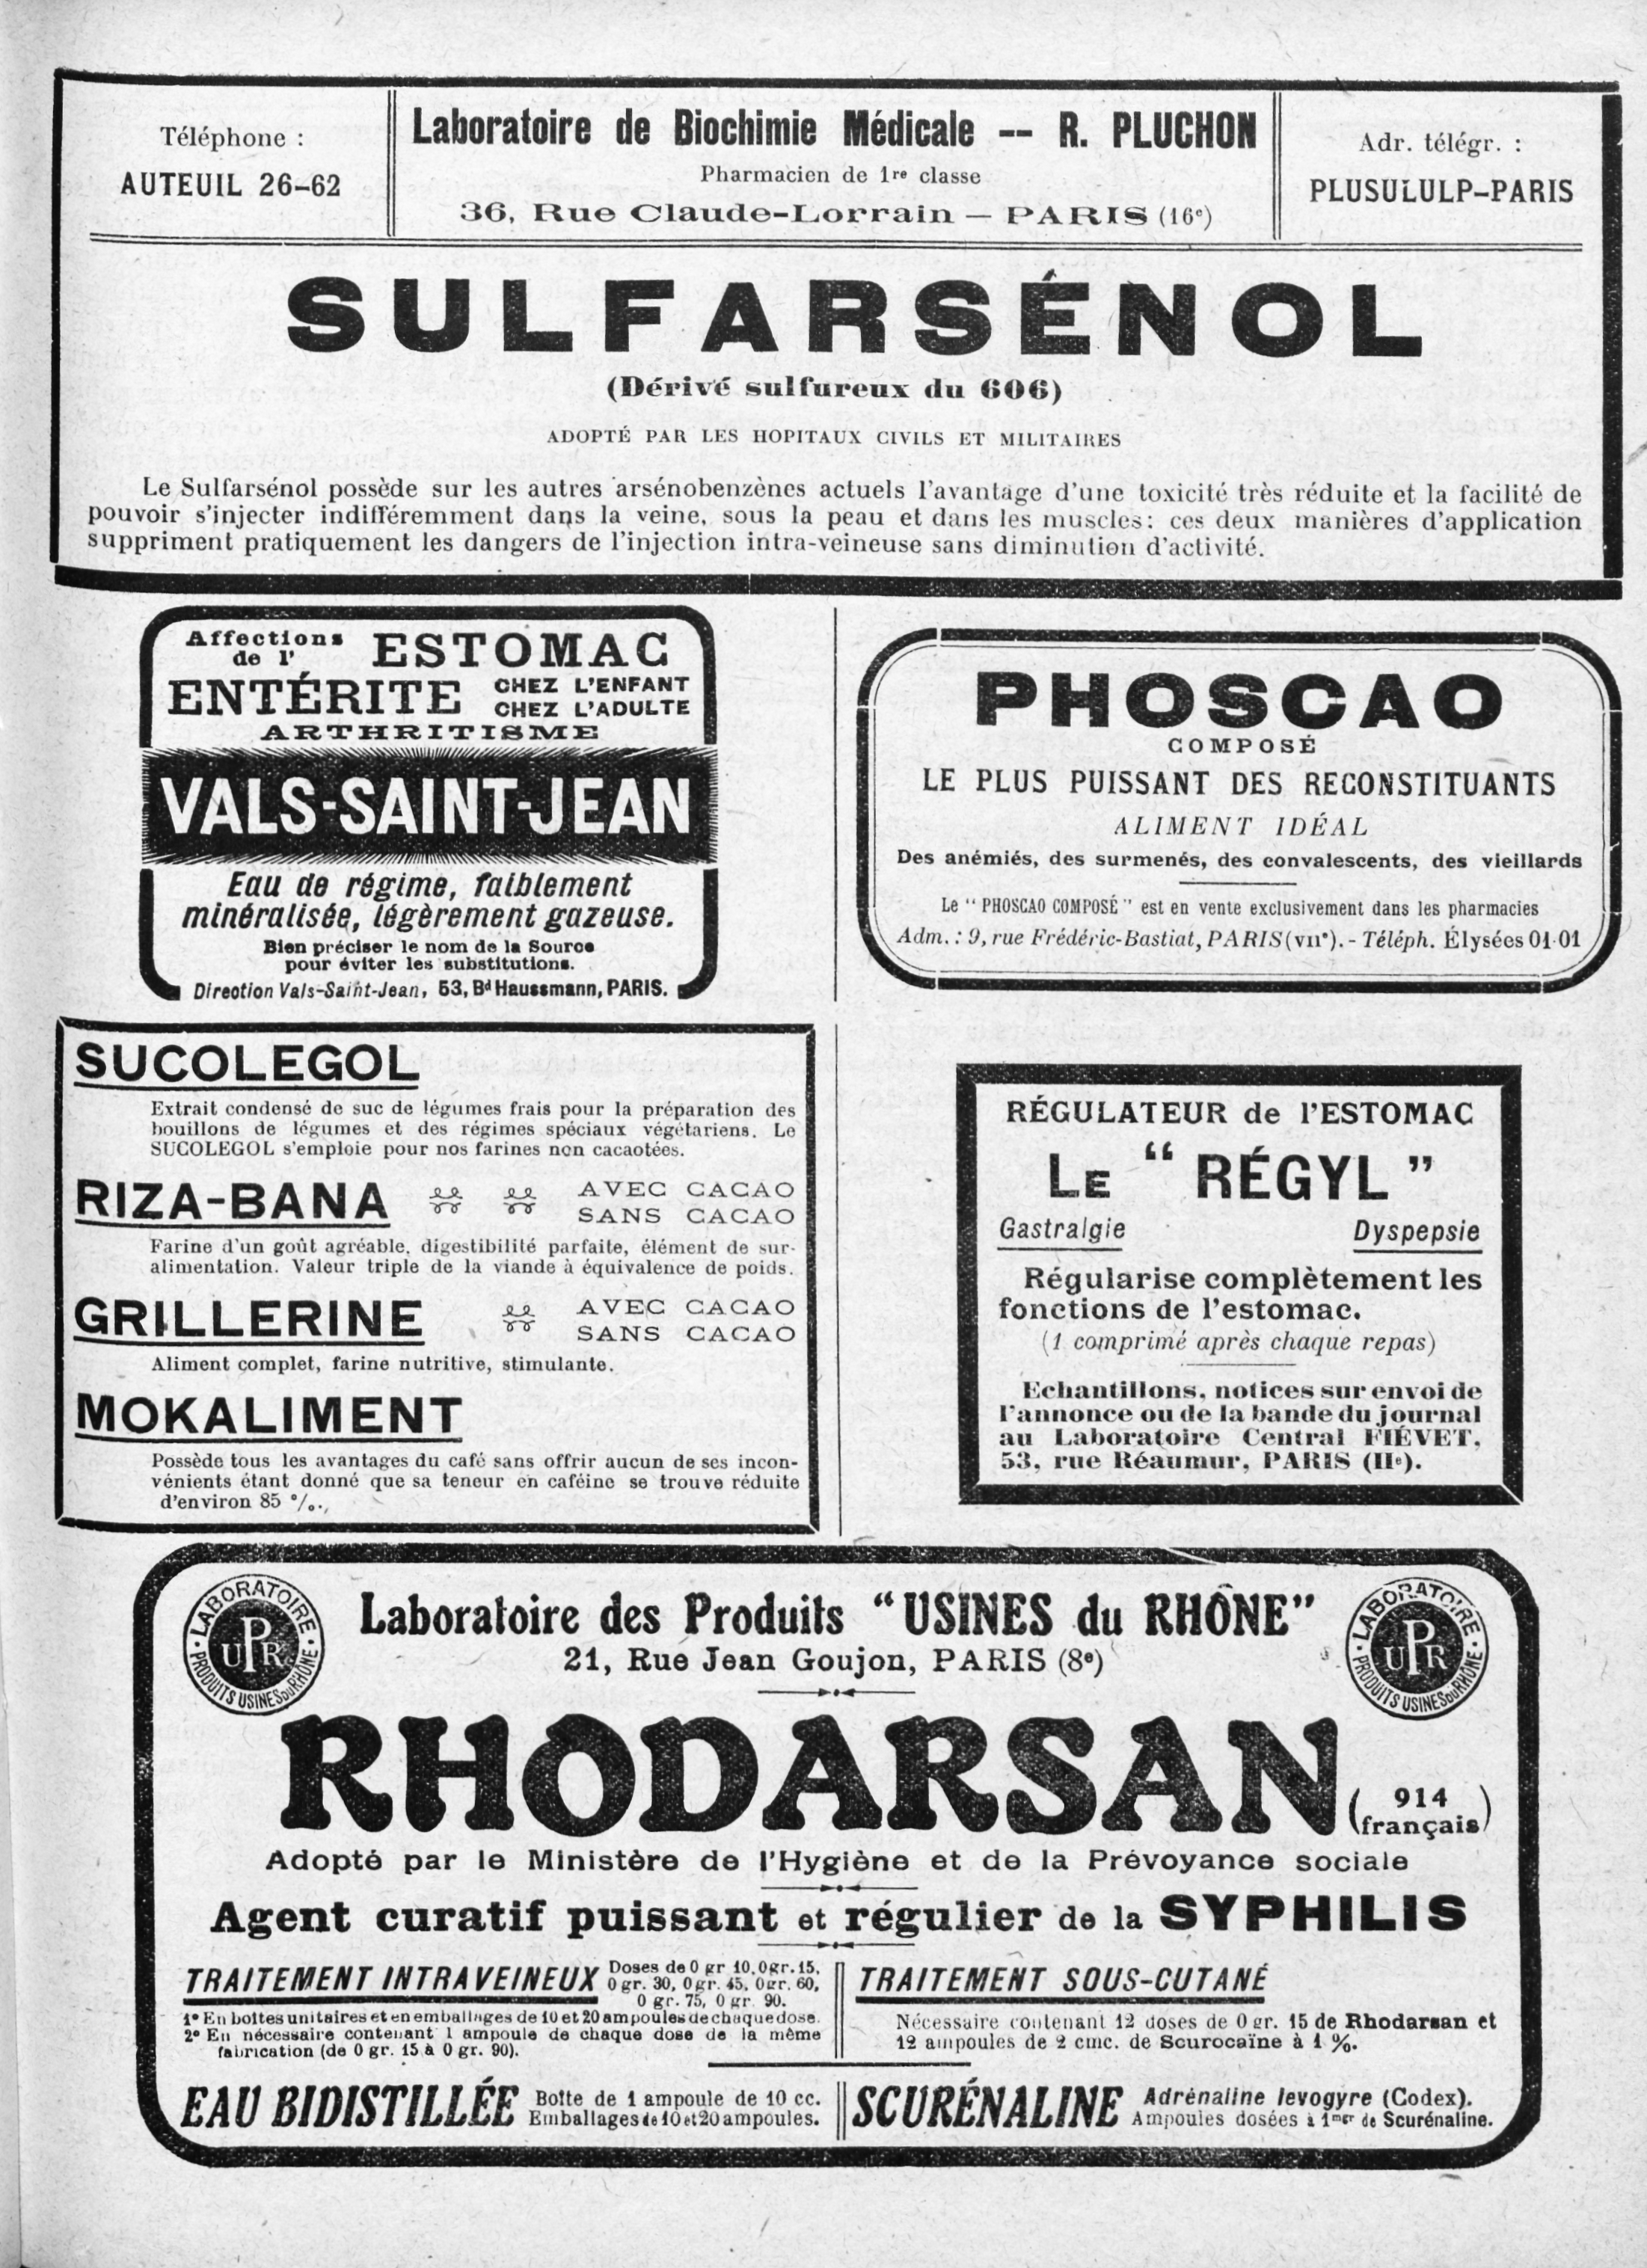 Téléphone :
AUTEUIL 26-62
Laboratoire de Biochimie Médicale -- R. PLUCHON
Pharmacien de 1re classe
36, Rue Claude-Lorrain — PARIS (16e)
Adr. télégr. :
PLUSULULP-PARIS
SULFARSÉNOL
(Dérivé sulfureux du 606)
ADOPTÉ PAR LES HOPITAUX CIVILS ET MILITAIRES
Le Sulfarsénol possède sur les autres arsénobenzènes actuels l'avantage d'une toxicité très réduite et la facilité de
pouvoir s'injecter indifféremment dans la veine, sous la peau et dans les muscles: ces deux manières d'application
suppriment pratiquement les dangers de l'injection intra-veineuse sans diminution d'activité.
Affections
de l' ESTOMAC
ENTÉRITE CHEZ L'ENFANT
CHEZ L'ADULTE
ARTHRITISME
VALS-SAINT-JEAN
Eau de régime, faiblement
minéralisée, légèrement gazeuse.
Bien préciser le nom de la Source
pour éviter les substitutions.
Direction Vals-Saint-Jean, 53, Bd Haussmann, PARIS.
PHOSCAO
COMPOSÉ
LE PLUS PUISSANT DES RECONSTITUANTS
ALIMENT IDÉAL
Des anémiés, des surmenés, des convalescents, des vieillards
Le "PHOSCAO COMPOSÉ" est en vente exclusivement dans les pharmacies
Adm. : 9, rue Frédéric-Bastiat, PARIS (VIIe). - Téléph. Élysées 01-01
SUCOLEGOL
Extrait condensé de suc de légumes frais pour la préparation des
bouillons de légumes et des régimes spéciaux végétariens. Le
SUCOLEGOL s'emploie pour nos farines non cacaotées.
RIZA-BANA AVEC CACAO
SANS CACAO
Farine d'un goût agréable, digestibilité parfaite, élément de sur-
alimentation. Valeur triple de la viande à équivalence de poids.
GRILLERINE AVEC CACAO
SANS CACAO
Aliment complet, farine nutritive, stimulante.
MOKALIMENT
Possède tous les avantages du café sans offrir aucun de ses incon-
vénients étant donné que sa teneur en caféine se trouve réduite
d'environ 85 %.
RÉGULATEUR de l'ESTOMAC
LE "RÉGYL"
Gastralgie Dyspepsie
Régularise complètement les
fonctions de l'estomac.
(1 comprimé après chaque repas)
Echantillons, notices sur envoi de
l'annonce ou de la bande du journal
au Laboratoire Central FIÉVET,
53, rue Réaumur, PARIS (IIe).
LABORATOIRE
UPR
PRODUITS USINES DU RHÔNE
Laboratoire des Produits "USINES du RHÔNE"
21, Rue Jean Goujon, PARIS (8e)
LABORATOIRE
UPR
PRODUITS USINES DU RHÔNE
RHODARSAN (914
français)
Adopté par le Ministère de l'Hygiène et de la Prévoyance sociale
Agent curatif puissant et régulier de la SYPHILIS
TRAITEMENT INTRAVEINEUX Doses de 0 gr 10, 0 gr. 15,
0 gr. 30, 0 gr. 45, 0 gr. 60,
0 gr. 75, 0 gr. 90.
1° En boîtes unitaires et en emballages de 10 et 20 ampoules de chaque dose.
2° En nécessaire contenant 1 ampoule de chaque dose de la même
fabrication (de 0 gr. 15 à 0 gr. 90).
TRAITEMENT SOUS-CUTANÉ
Nécessaire contenant 12 doses de 0 gr. 15 de Rhodarsan et
12 ampoules de 2 cmc. de Scurocaïne à 1 %.
EAU BIDISTILLÉE Boîte de 1 ampoule de 10 cc.
Emballages de 10 et 20 ampoules.
SCURÉNALINE Adrénaline levogyre (Codex).
Ampoules dosées à 1mgr de Scurénaline.